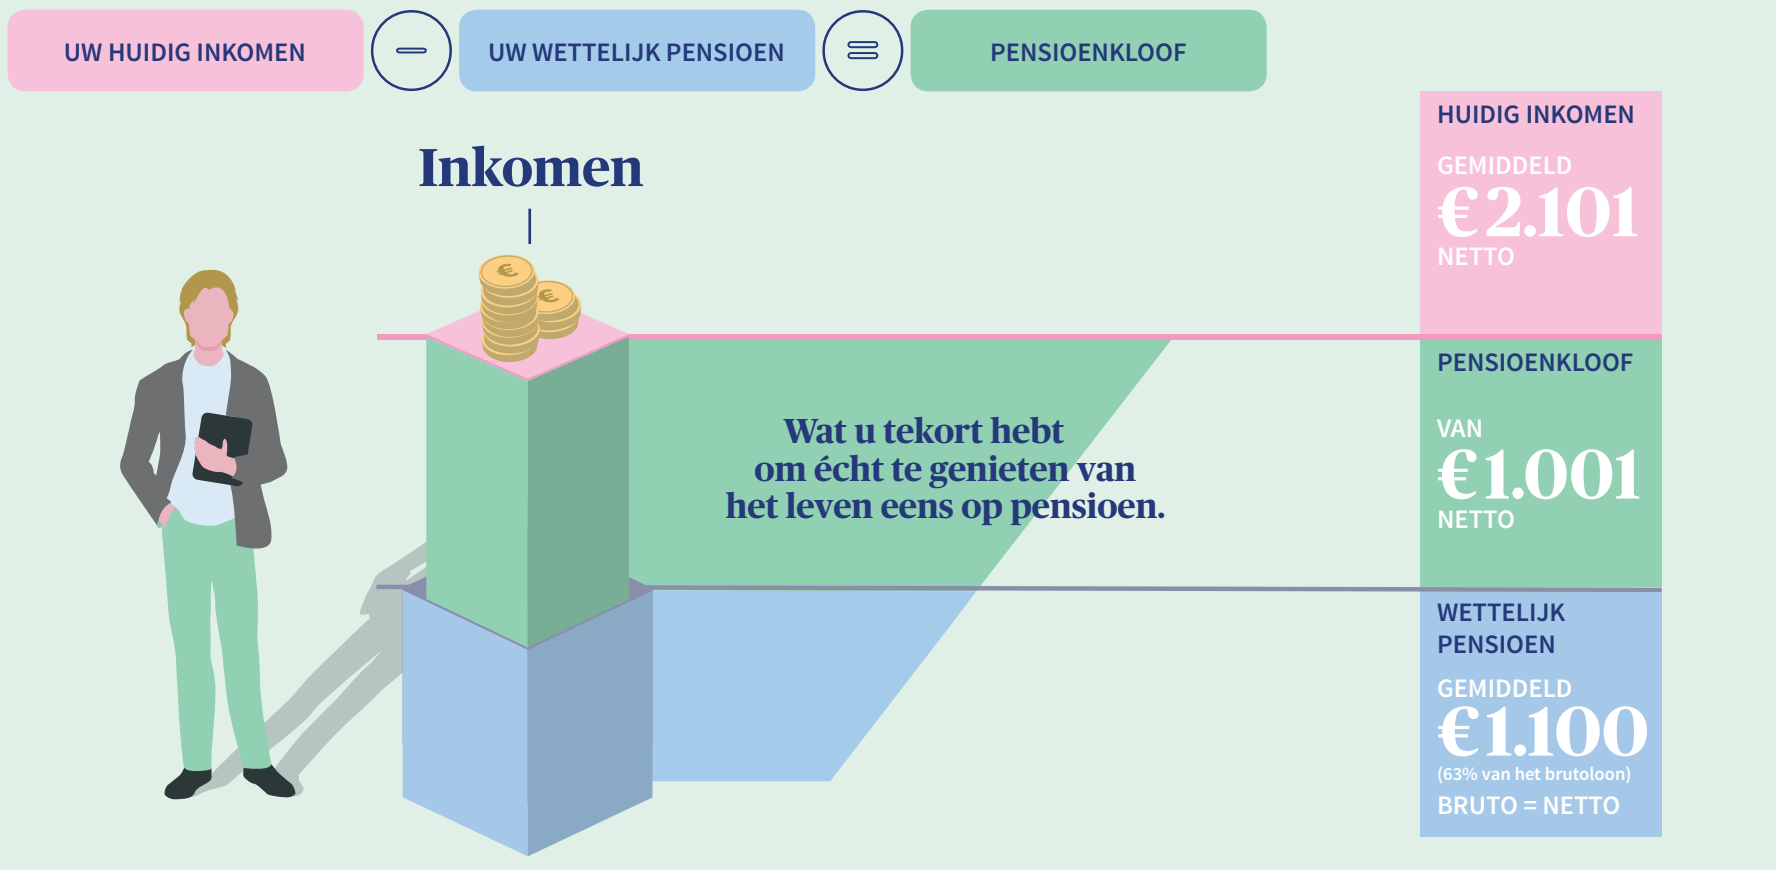 UW HUIDIG INKOMEN
UW WETTELIJK PENSIOEN
PENSIOENKLOOF
Inkomen
€
€
Wat u tekort hebt
om écht te genieten van
het leven eens op pensioen.
HUIDIG INKOMEN
GEMIDDELD
€ 2.101
NETTO
PENSIOENKLOOF
VAN
€ 1.001
NETTO
WETTELIJK
PENSIOEN
GEMIDDELD
€ 1.100
(63% van het brutoloon)
BRUTO = NETTO